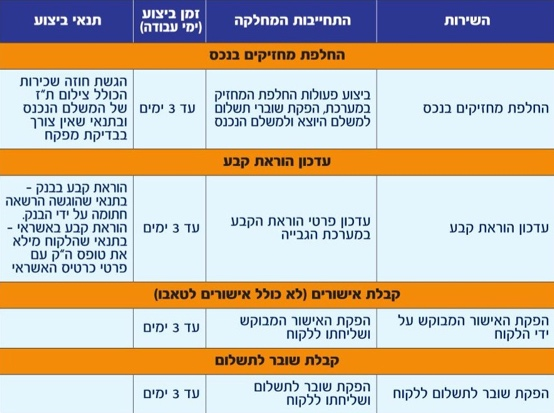 השירות
התחייבות המחלקה
זמן ביצוע
(ימי עבודה)
תנאי ביצוע
החלפת מחזיקים בנכס
החלפת מחזיקים בנכס
ביצוע פעולות החלפת המחזיק
במערכת, הפקת שוברי תשלום
למשלם היוצא ולמשלם הנכנס
עד 3 ימים
הגשת חוזה שכירות
הכולל צילום ת"ז
של המשלם הנכנס
ובתנאי שאין צורך
בבדיקת מפקח
עדכון הוראת קבע
עדכון הוראת קבע
עדכון פרטי הוראת הקבע
במערכת הגבייה
עד 3 ימים
הוראת קבע בבנק –
בתנאי שהוגשה הרשאה
חתומה על ידי הבנק.
הוראת קבע באשראי –
בתנאי שהלקוח מילא
את טופס ה"ק עם
פרטי כרטיס האשראי
קבלת אישורים (לא כולל אישורים לטאבו)
הפקת האישור המבוקש על
ידי הלקוח
הפקת האישור המבוקש
ושליחתו ללקוח
עד 3 ימים
קבלת שובר לתשלום
הפקת שובר לתשלום ללקוח
הפקת שובר לתשלום
ושליחתו ללקוח
עד 3 ימים